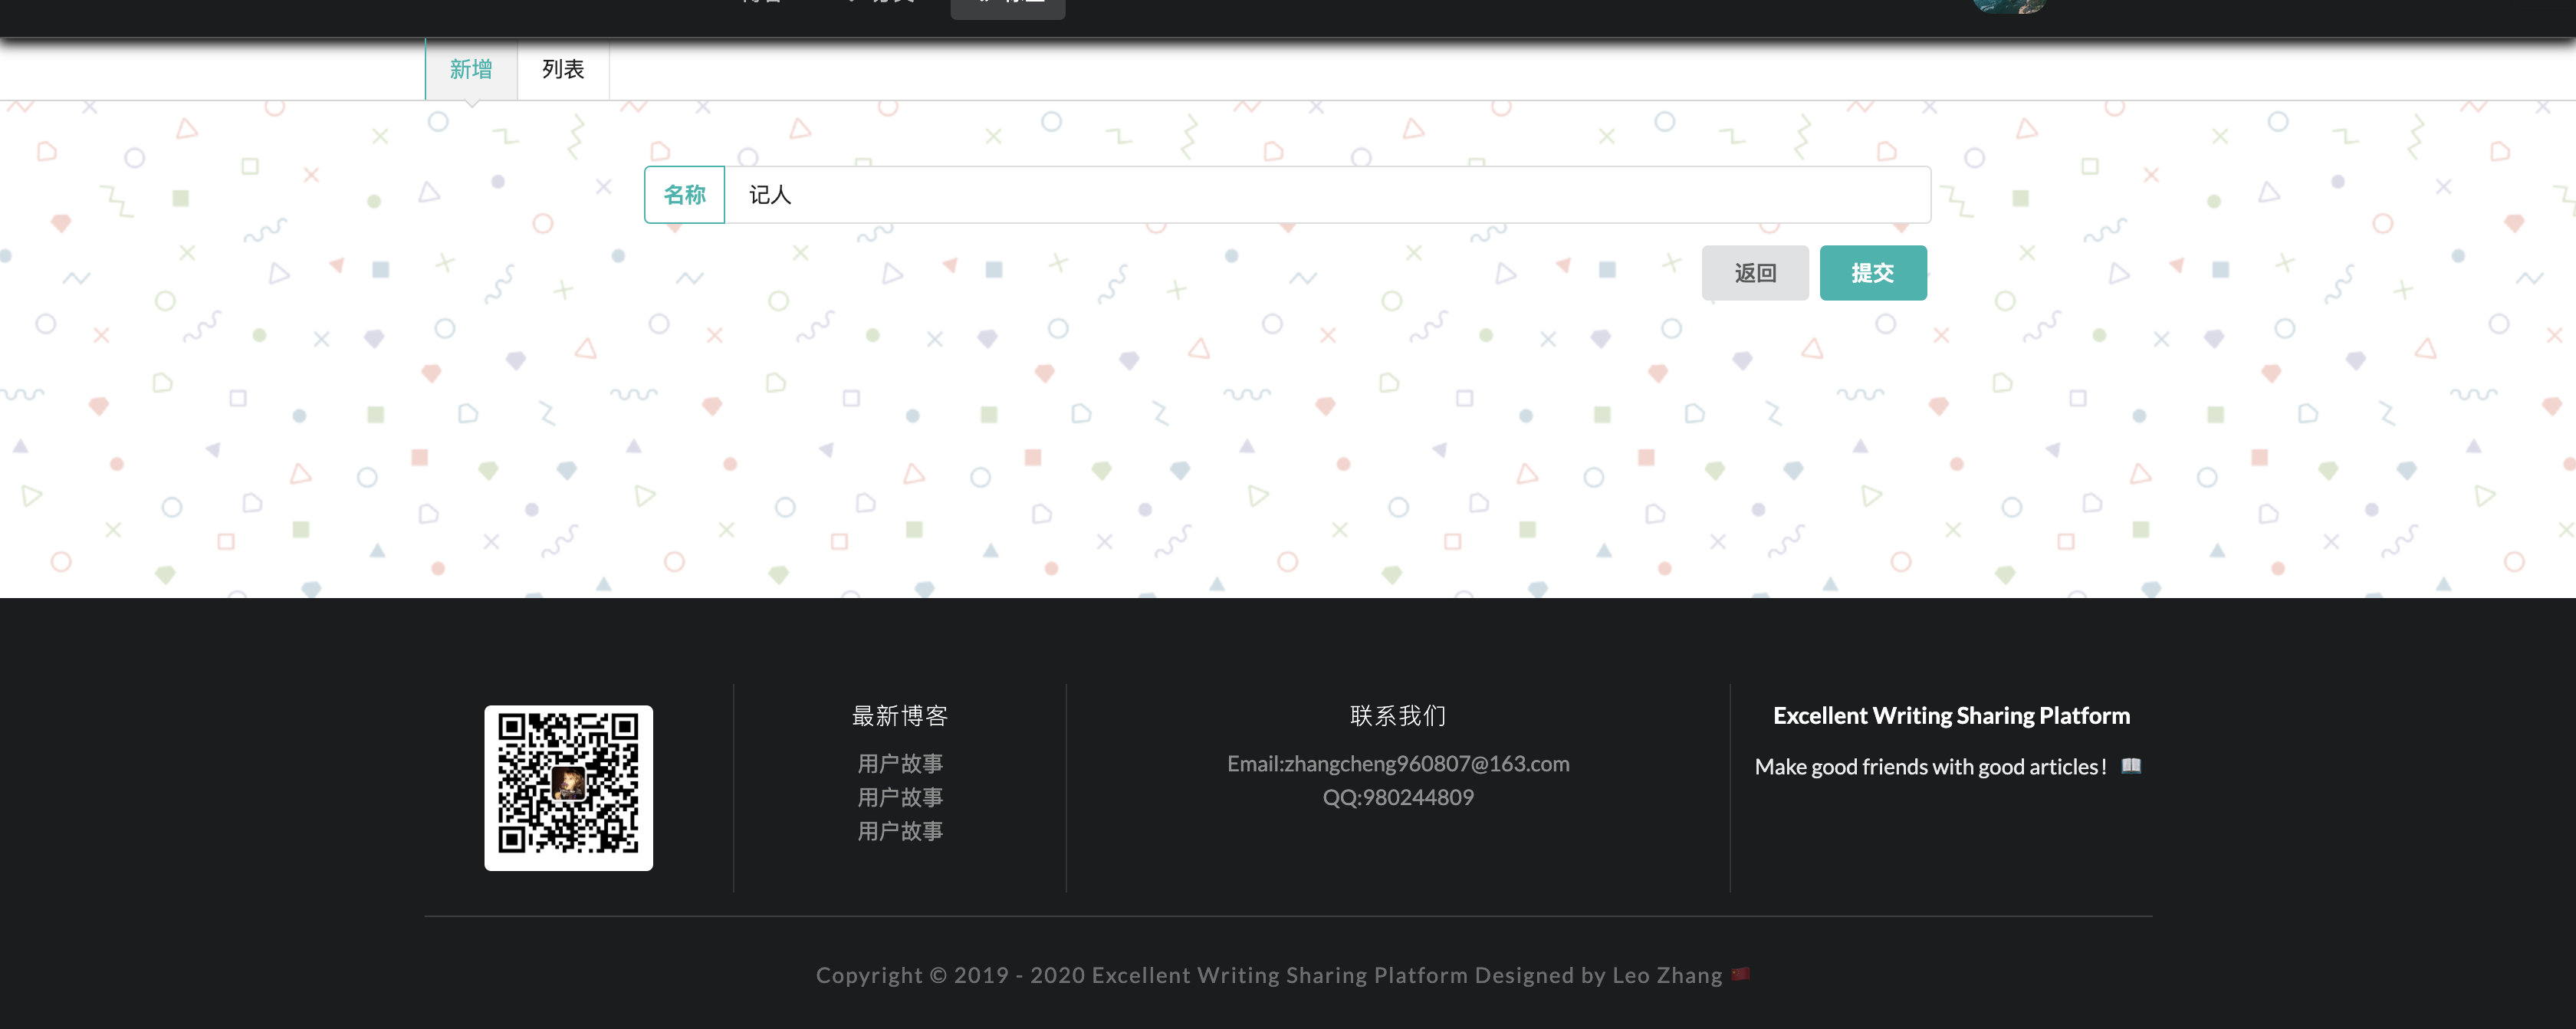 新增
列表
名称
记人
返回
提交
最新博客
用户故事
用户故事
用户故事
联系我们
Email:zhangcheng960807@163.com
QQ:980244809
Excellent Writing Sharing Platform
Make good friends with good articles！📖
Copyright © 2019 - 2020 Excellent Writing Sharing Platform Designed by Leo Zhang 🇨🇳